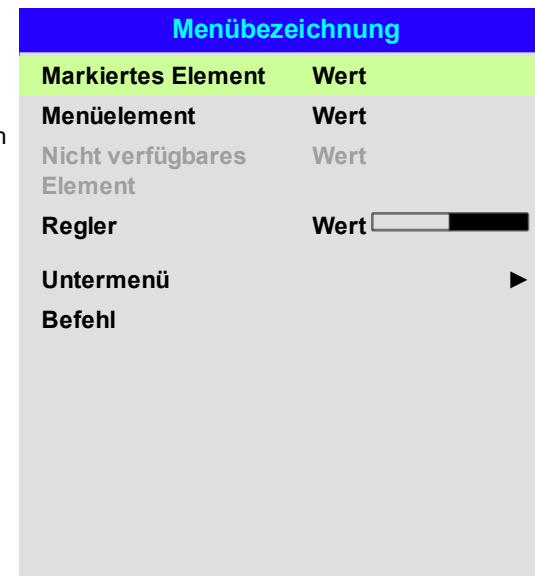 Menübezeichnung
Markiertes Element Wert
Menüelement Wert
n
Nicht verfügbares Wert
Element
Regler Wert
Untermenü ►
Befehl